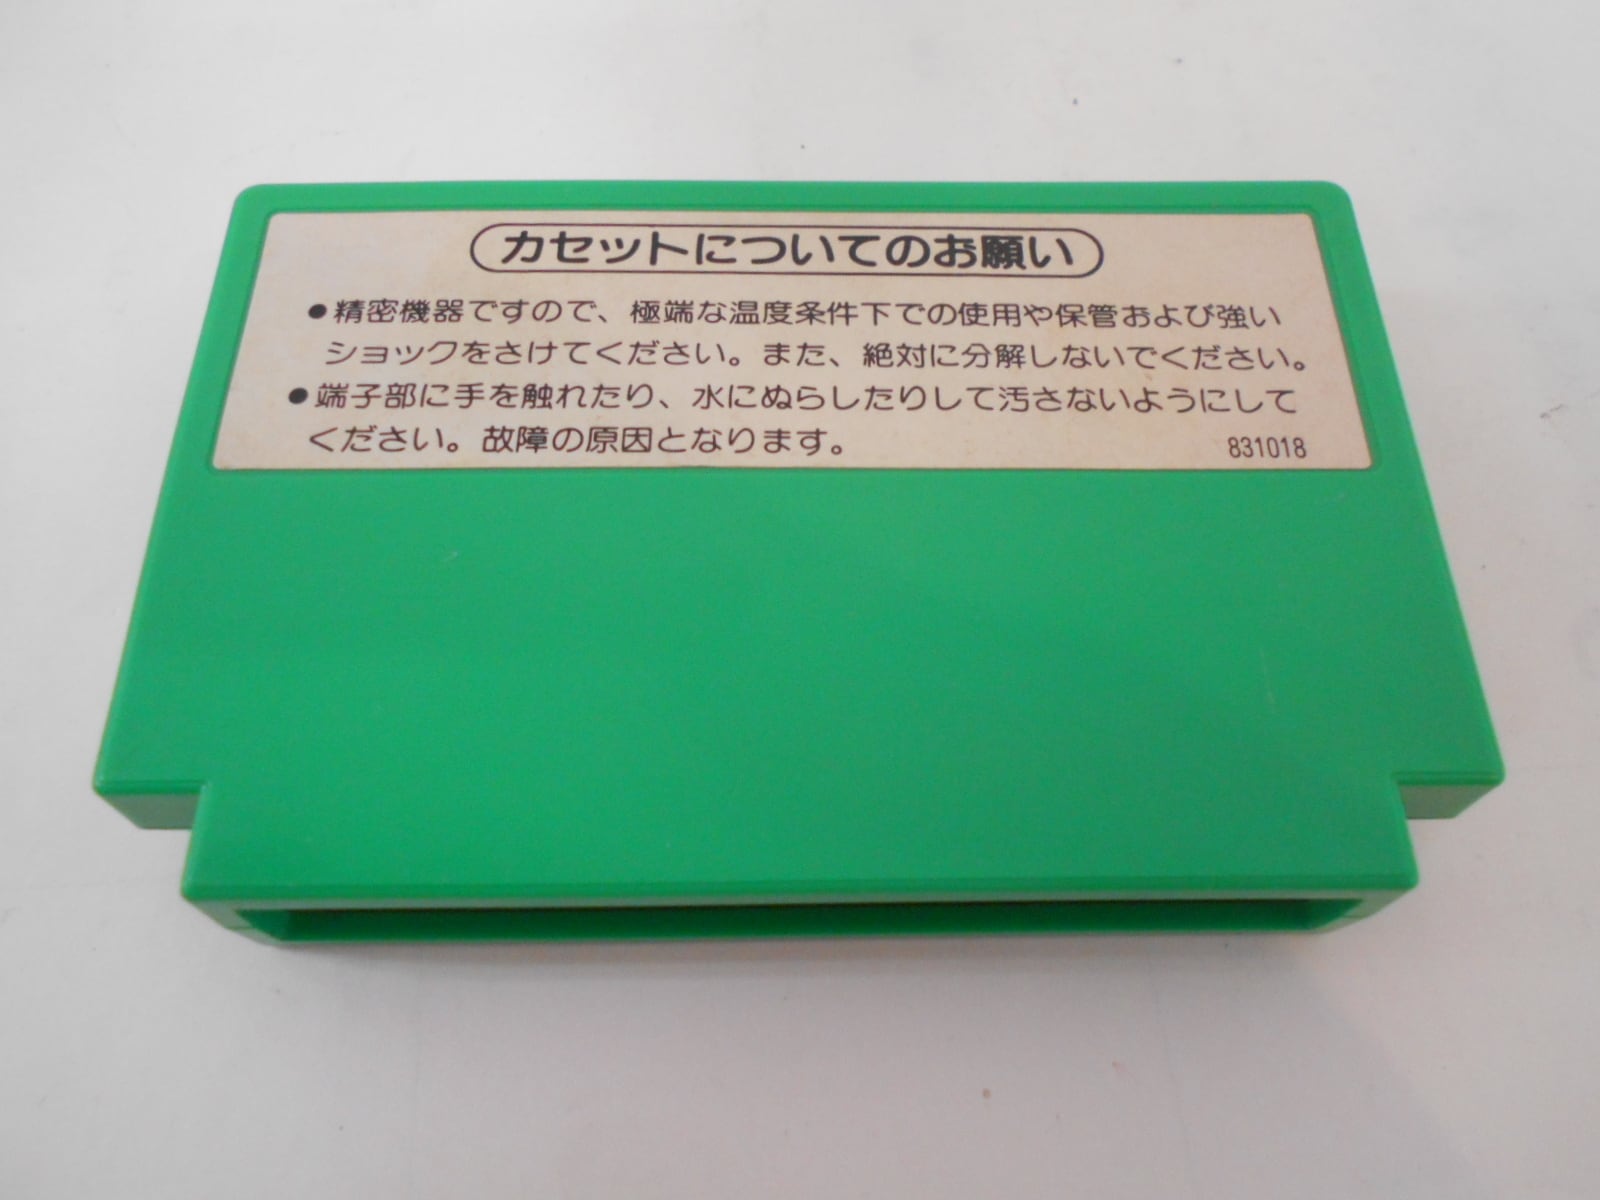 カセットについてのお願い
●精密機器ですので、極端な温度条件下での使用や保管および強い
ショックをさけてください。また、絶対に分解しないでください。
●端子部に手を触れたり、水にぬらしたりして汚さないようにして
ください。故障の原因となります。
831018